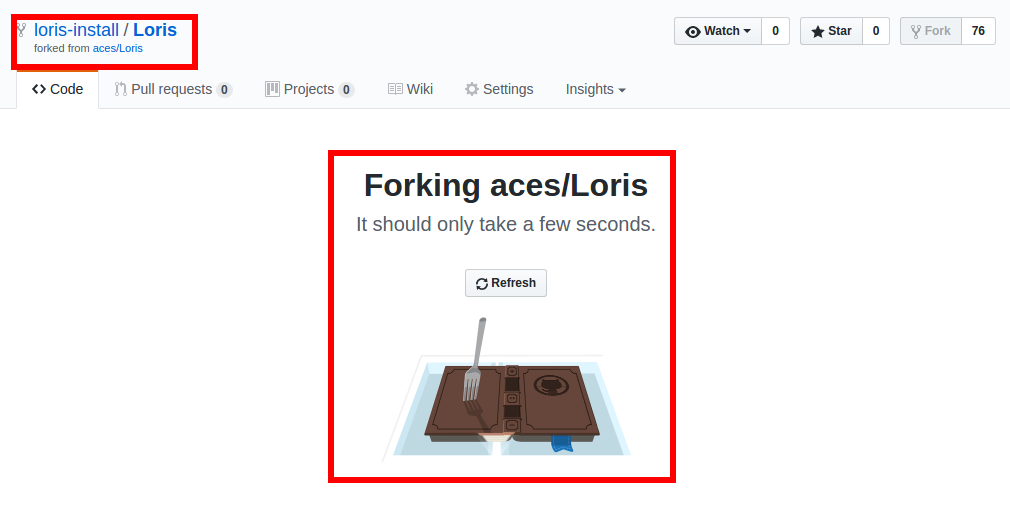 loris-install / Loris
forked from aces/Loris
Watch 0 Star 0 Fork 76
Code Pull requests 0 Projects 0 Wiki Settings Insights
Forking aces/Loris
It should only take a few seconds.
Refresh